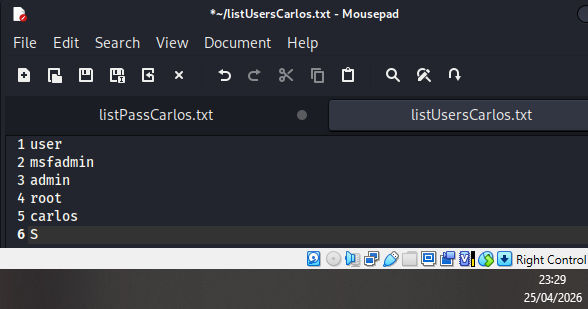 *~/listUsersCarlos.txt - Mousepad
File Edit Search View Document Help
listPassCarlos.txt listUsersCarlos.txt
1 user
2 msfadmin
3 admin
4 root
5 carlos
6 S
Right Control
23:29
25/04/2026